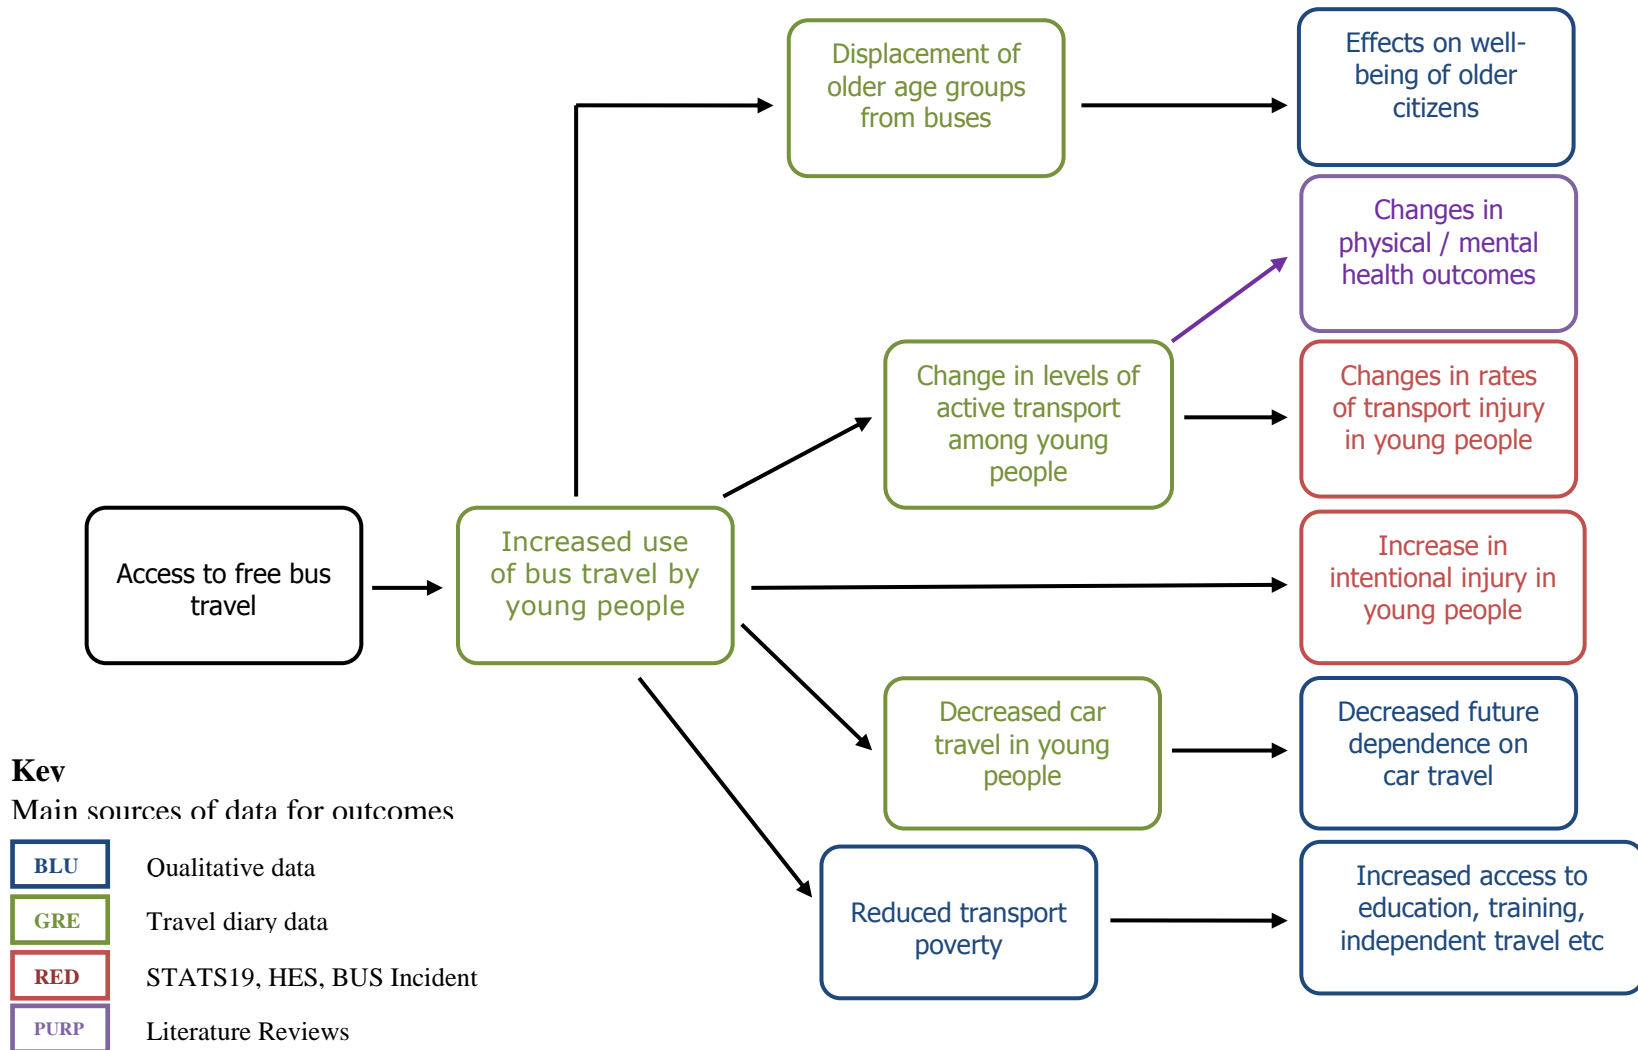 Displacement of
older age groups
from buses
Effects on well-
being of older
citizens
Changes in
physical / mental
health outcomes
Change in levels of
active transport
among young
people
Changes in rates
of transport injury
in young people
Access to free bus
travel
Increased use
of bus travel by
young people
Increase in
intentional injury in
young people
Decreased car
travel in young
people
Decreased future
dependence on
car travel
Reduced transport
poverty
Increased access to
education, training,
independent travel etc
Key
Main sources of data for outcomes
BLU Qualitative data
GRE Travel diary data
RED STATS19, HES, BUS Incident
PURP Literature Reviews